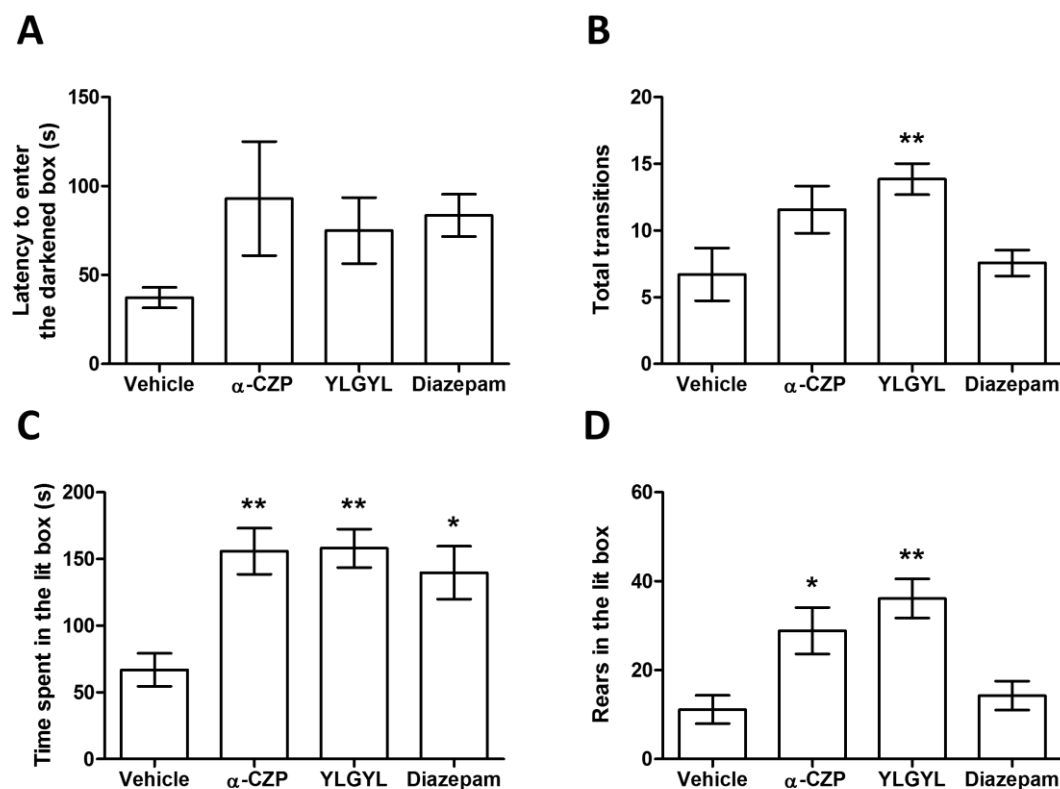 A
Latency to enter
the darkened box (s)
150
100
50
0
Vehicle α-CZP YLGYL Diazepam
B
Total transitions
20
15
10
5
0
**
Vehicle α-CZP YLGYL Diazepam
C
Time spent in the lit box (s)
200
150
100
50
0
** ** *
Vehicle α-CZP YLGYL Diazepam
D
Rears in the lit box
60
40
20
0
* **
Vehicle α-CZP YLGYL Diazepam